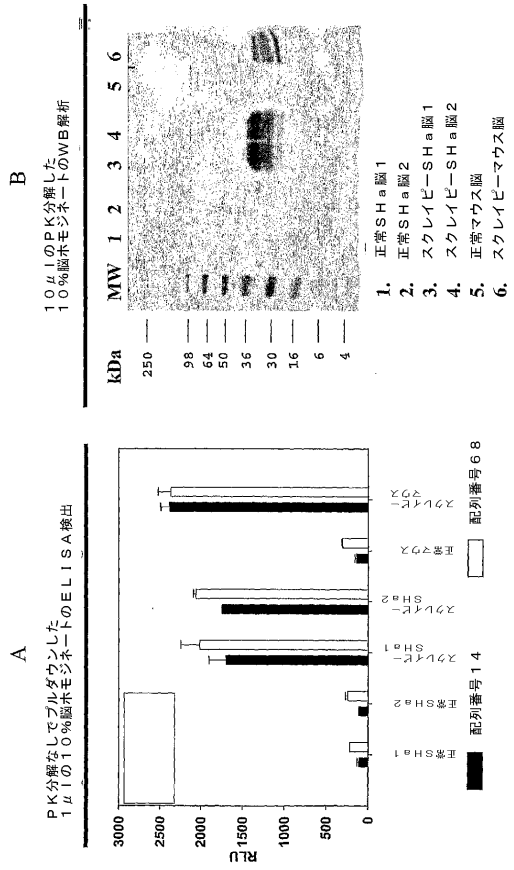 A
PK分解なしでプルダウンした
1μlの10%脳ホモジネートのELISA検出
3000
2500
2000
1500
1000
500
0
RLU
正常SHa1
正常SHa2
スクレイピー
SHa1
スクレイピー
SHa2
正常マウス
スクレイピー
マウス
配列番号14
配列番号68
B
10μlのPK分解した
10%脳ホモジネートのWB解析
kDa
MW 1 2 3 4 5 6
250
98
64
50
36
30
16
6
4
1. 正常SHa脳1
2. 正常SHa脳2
3. スクレイピーSHa脳1
4. スクレイピーSHa脳2
5. 正常マウス脳
6. スクレイピーマウス脳